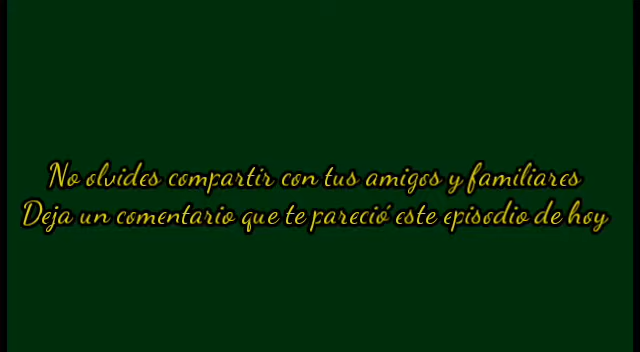 No olvides compartir con tus amigos y familiares
Deja un comentario que te pareció este episodio de hoy